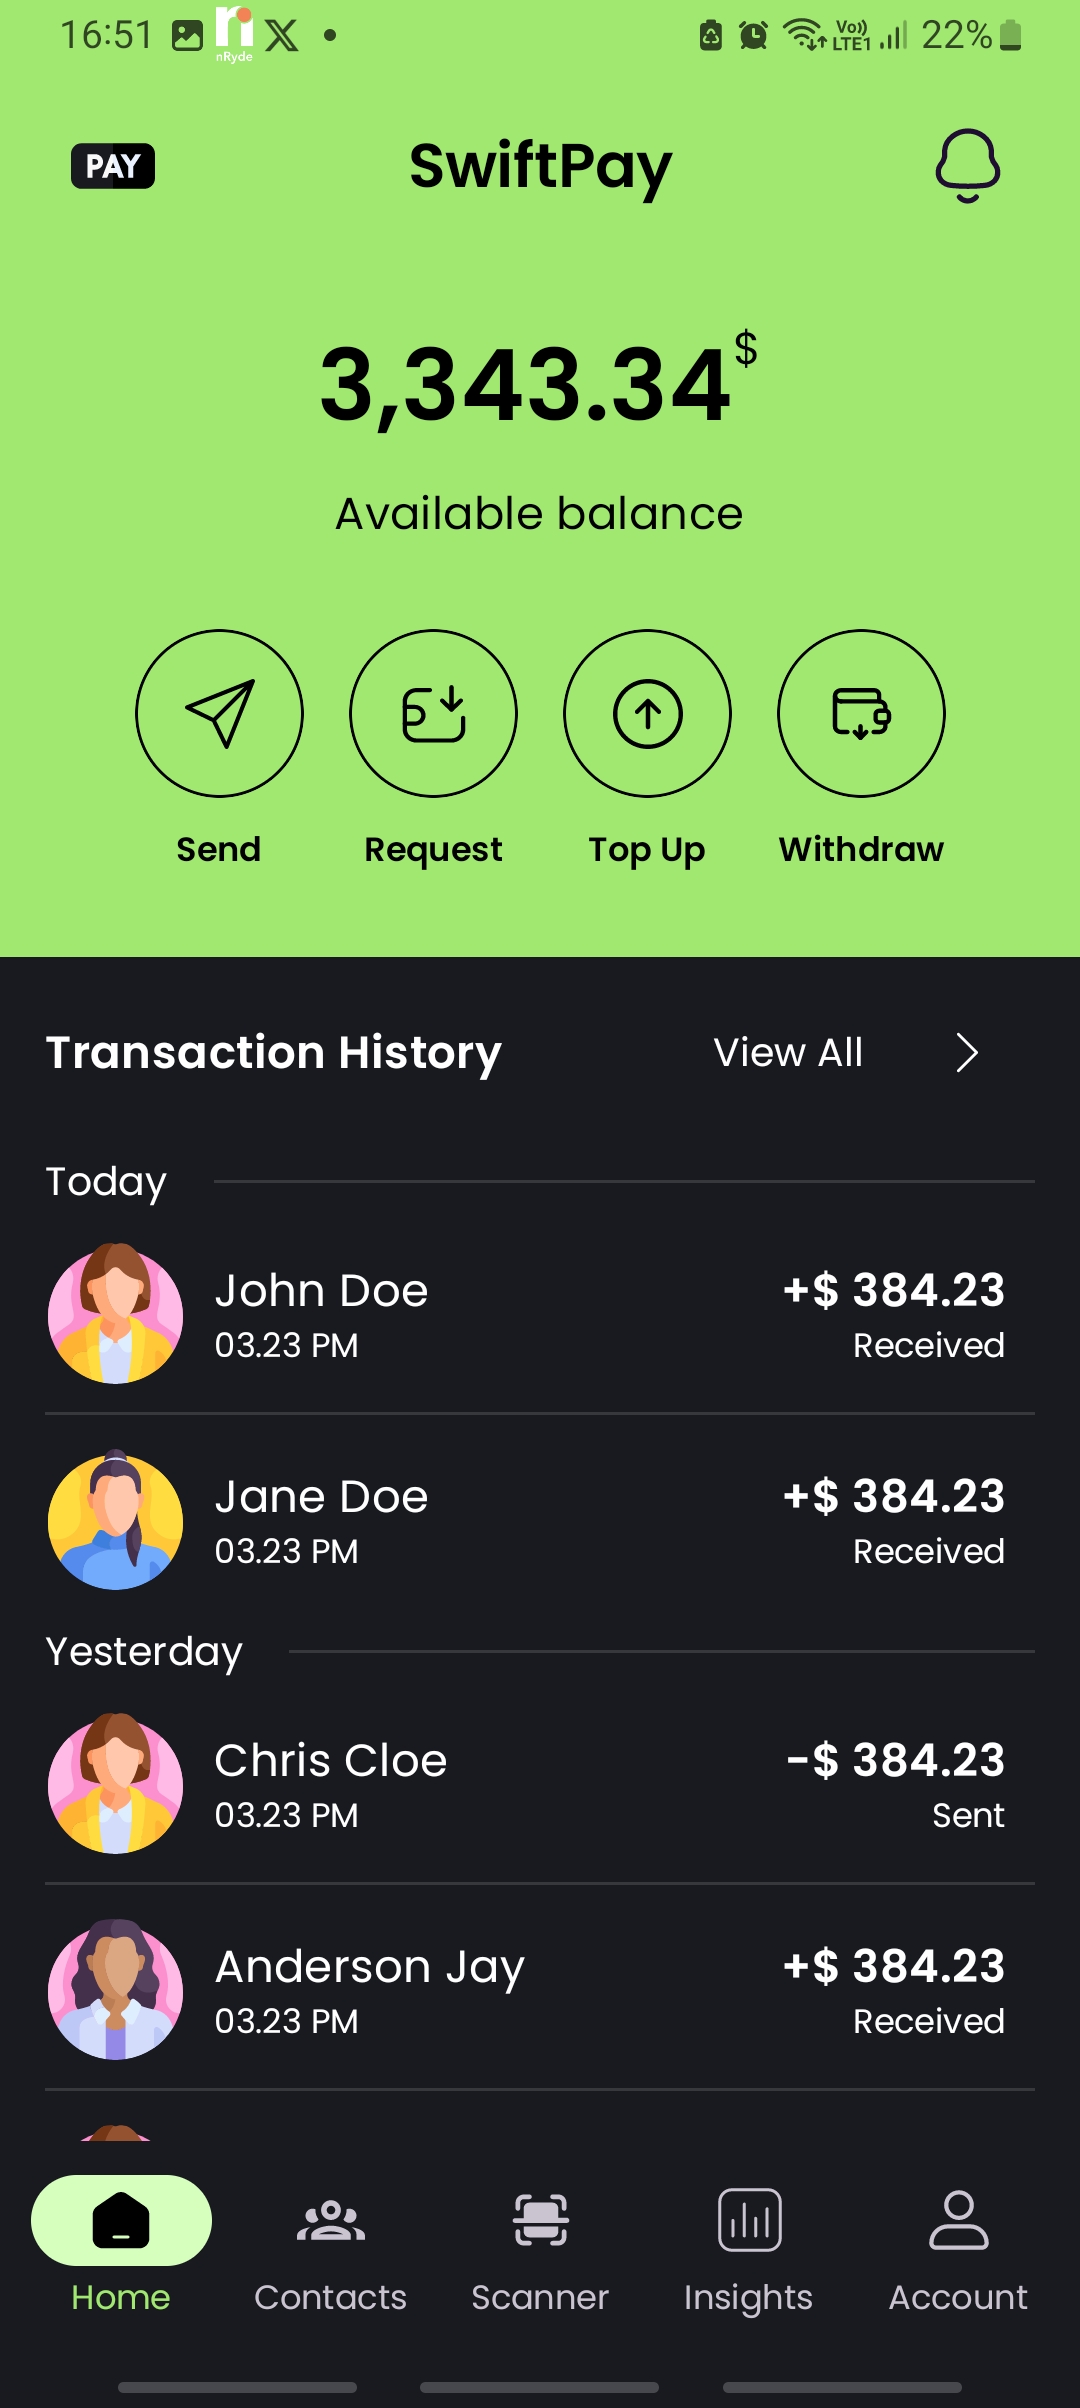 16:51 nRyde Vo)) LTE1 22%
PAY SwiftPay
3,343.34$
Available balance
Send Request Top Up Withdraw
Transaction History View All
Today
John Doe +$ 384.23
03.23 PM Received
Jane Doe +$ 384.23
03.23 PM Received
Yesterday
Chris Cloe -$ 384.23
03.23 PM Sent
Anderson Jay +$ 384.23
03.23 PM Received
Home Contacts Scanner Insights Account